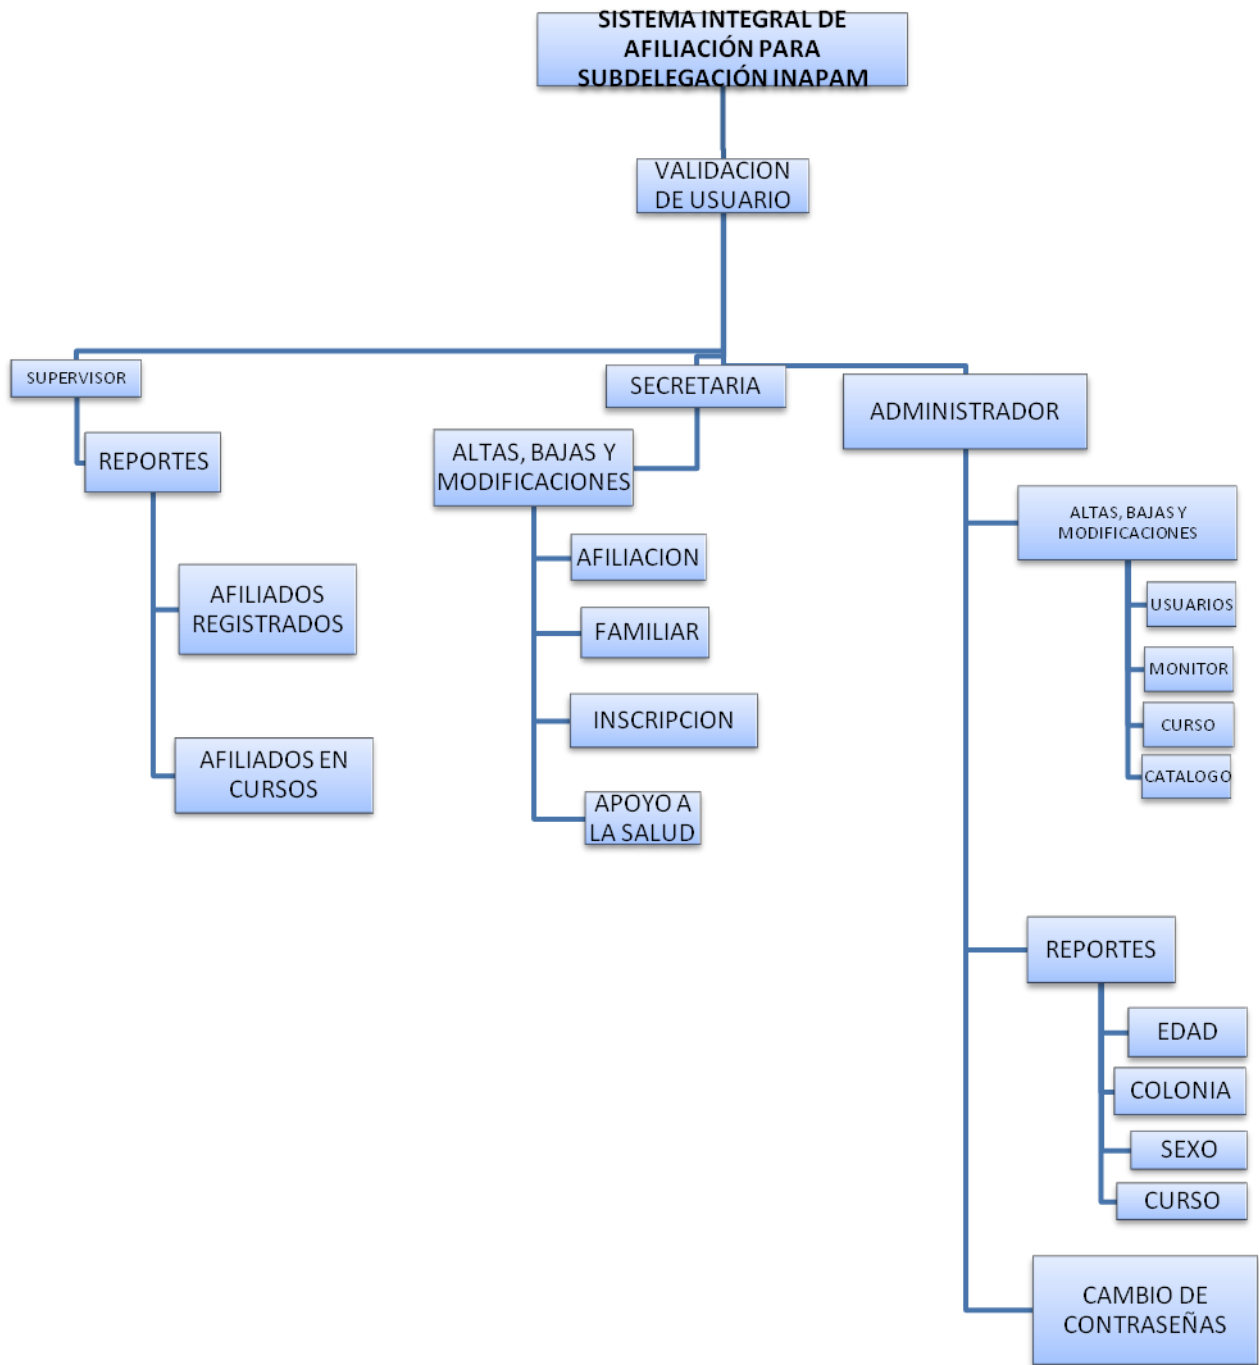 SISTEMA INTEGRAL DE
AFILIACIÓN PARA
SUBDELEGACIÓN INAPAM
VALIDACION
DE USUARIO
SUPERVISOR
REPORTES
AFILIADOS
REGISTRADOS
AFILIADOS EN
CURSOS
SECRETARIA
ALTAS, BAJAS Y
MODIFICACIONES
AFILIACION
FAMILIAR
INSCRIPCION
APOYO A
LA SALUD
ADMINISTRADOR
ALTAS, BAJAS Y
MODIFICACIONES
USUARIOS
MONITOR
CURSO
CATALOGO
REPORTES
EDAD
COLONIA
SEXO
CURSO
CAMBIO DE
CONTRASEÑAS